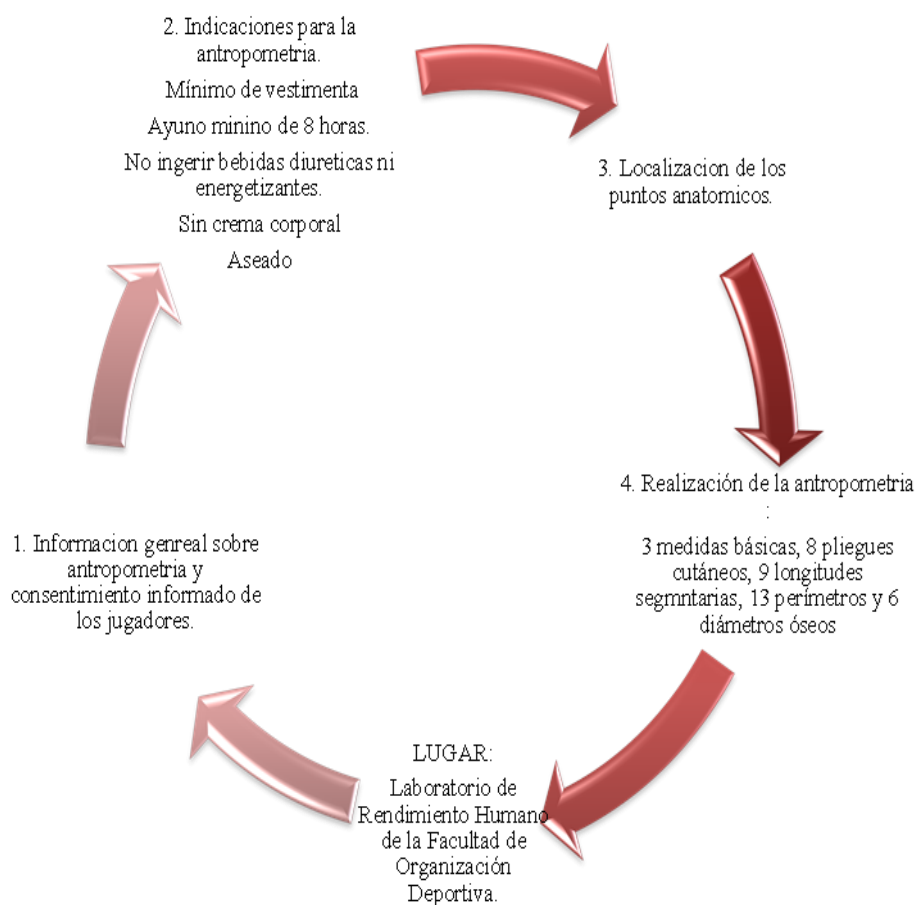 2. Indicaciones para la
antropometria.
Mínimo de vestimenta
Ayuno minino de 8 horas.
No ingerir bebidas diureticas ni
energetizantes.
Sin crema corporal
Aseado
3. Localizacion de los
puntos anatomicos.
4. Realización de la antropometria
:
3 medidas básicas, 8 pliegues
cutáneos, 9 longitudes
segmntarias, 13 perímetros y 6
diámetros óseos
LUGAR:
Laboratorio de
Rendimiento Humano
de la Facultad de
Organización
Deportiva.
1. Informacion genreal sobre
antropometria y
consentimiento informado de
los jugadores.